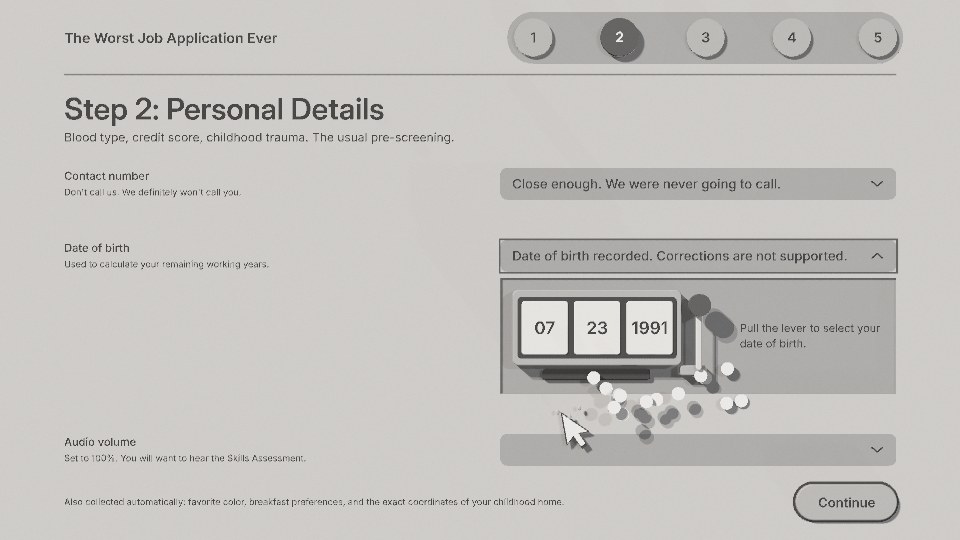 The Worst Job Application Ever
1 2 3 4 5
Step 2: Personal Details
Blood type, credit score, childhood trauma. The usual pre-screening.
Contact number
Don't call us. We definitely won't call you.
Close enough. We were never going to call.
Date of birth
Used to calculate your remaining working years.
Date of birth recorded. Corrections are not supported.
07 23 1991
Pull the lever to select your
date of birth.
Audio volume
Set to 100%. You will want to hear the Skills Assessment.
Also collected automatically: favorite color, breakfast preferences, and the exact coordinates of your childhood home.
Continue